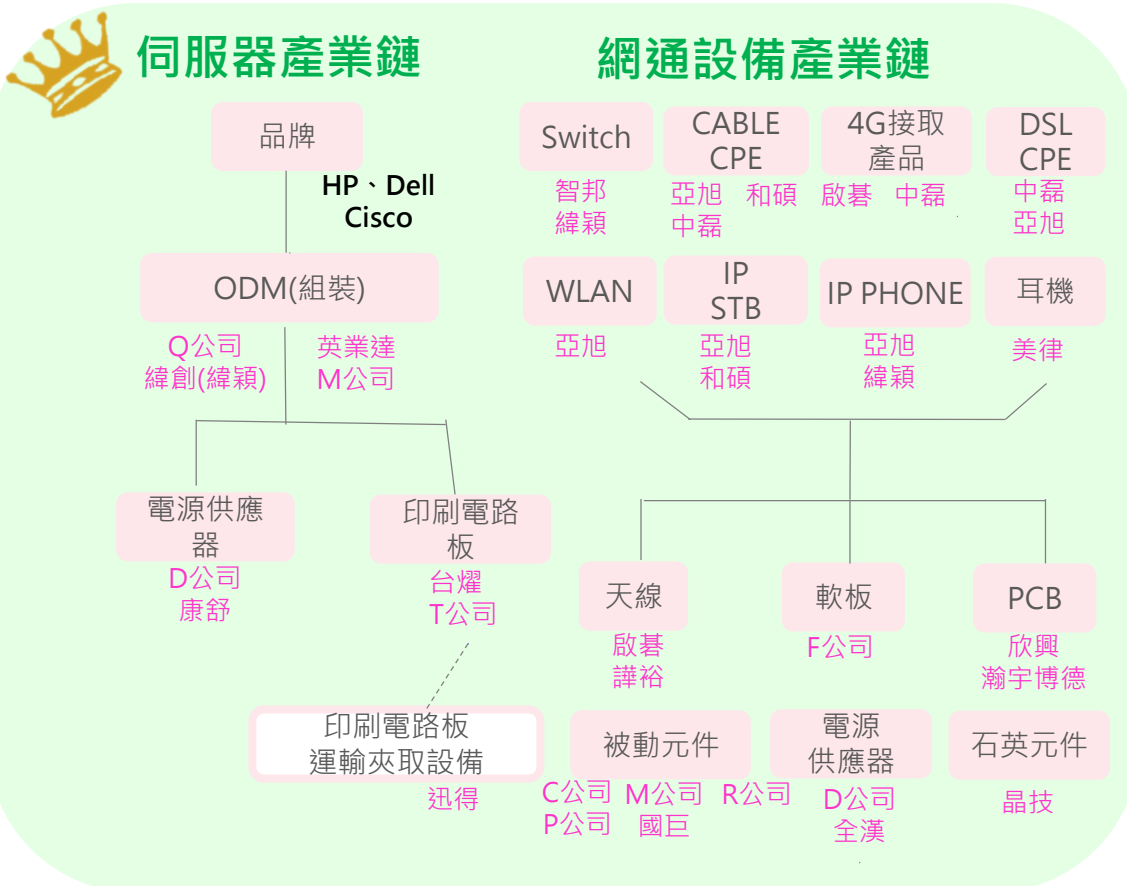 伺服器產業鏈
品牌
HP、Dell
Cisco
ODM(組裝)
Q公司 英業達
緯創(緯穎) M公司
電源供應
器
D公司
康舒
印刷電路
板
台燿
T公司
印刷電路板
運輸夾取設備
迅得
網通設備產業鏈
Switch
智邦
緯穎
CABLE
CPE
亞旭 和碩
中磊
4G接取
產品
啟碁 中磊
DSL
CPE
中磊
亞旭
WLAN
亞旭
IP
STB
亞旭
和碩
IP PHONE
亞旭
緯穎
耳機
美律
天線
啟碁
譁裕
軟板
F公司
PCB
欣興
瀚宇博德
被動元件
C公司 M公司 R公司
P公司 國巨
電源
供應器
D公司
全漢
石英元件
晶技